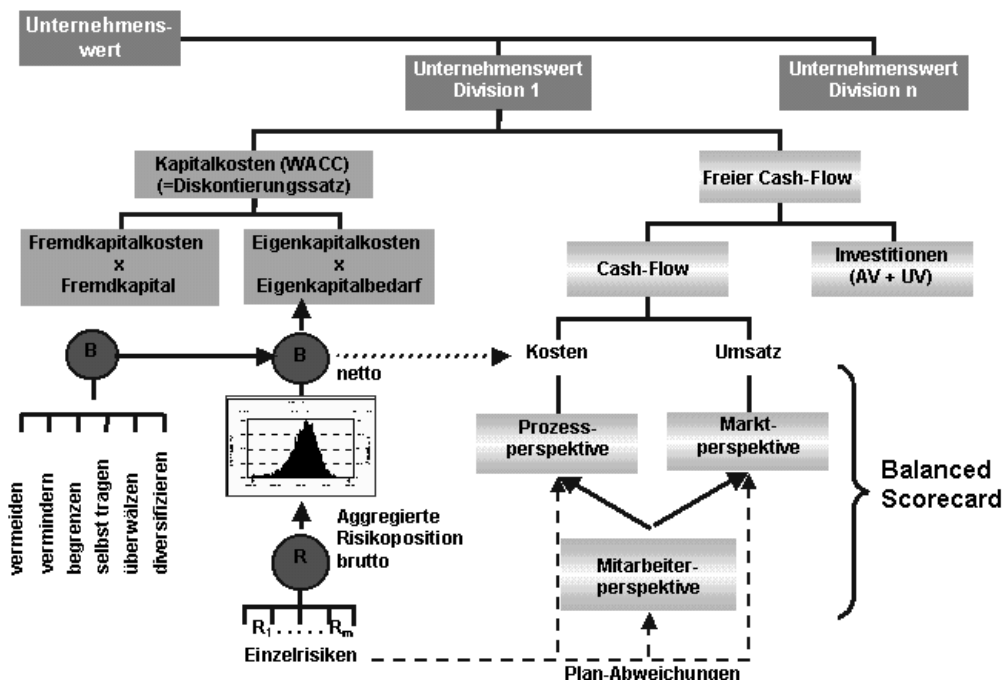 Unternehmens-
wert
Unternehmenswert
Division 1
Unternehmenswert
Division n
Kapitalkosten (WACC)
(=Diskontierungssatz)
Freier Cash-Flow
Fremdkapitalkosten
x
Fremdkapital
Eigenkapitalkosten
x
Eigenkapitalbedarf
Cash-Flow
Investitionen
(AV + UV)
B
B
netto
Kosten
Umsatz
Prozess-
perspektive
Markt-
perspektive
Balanced
Scorecard
vermeiden
vermindern
begrenzen
selbst tragen
überwälzen
diversifizieren
Aggregierte
Risikoposition
brutto
R
Mitarbeiter-
perspektive
R1 ...... Rm
Einzelrisiken
Plan-Abweichungen